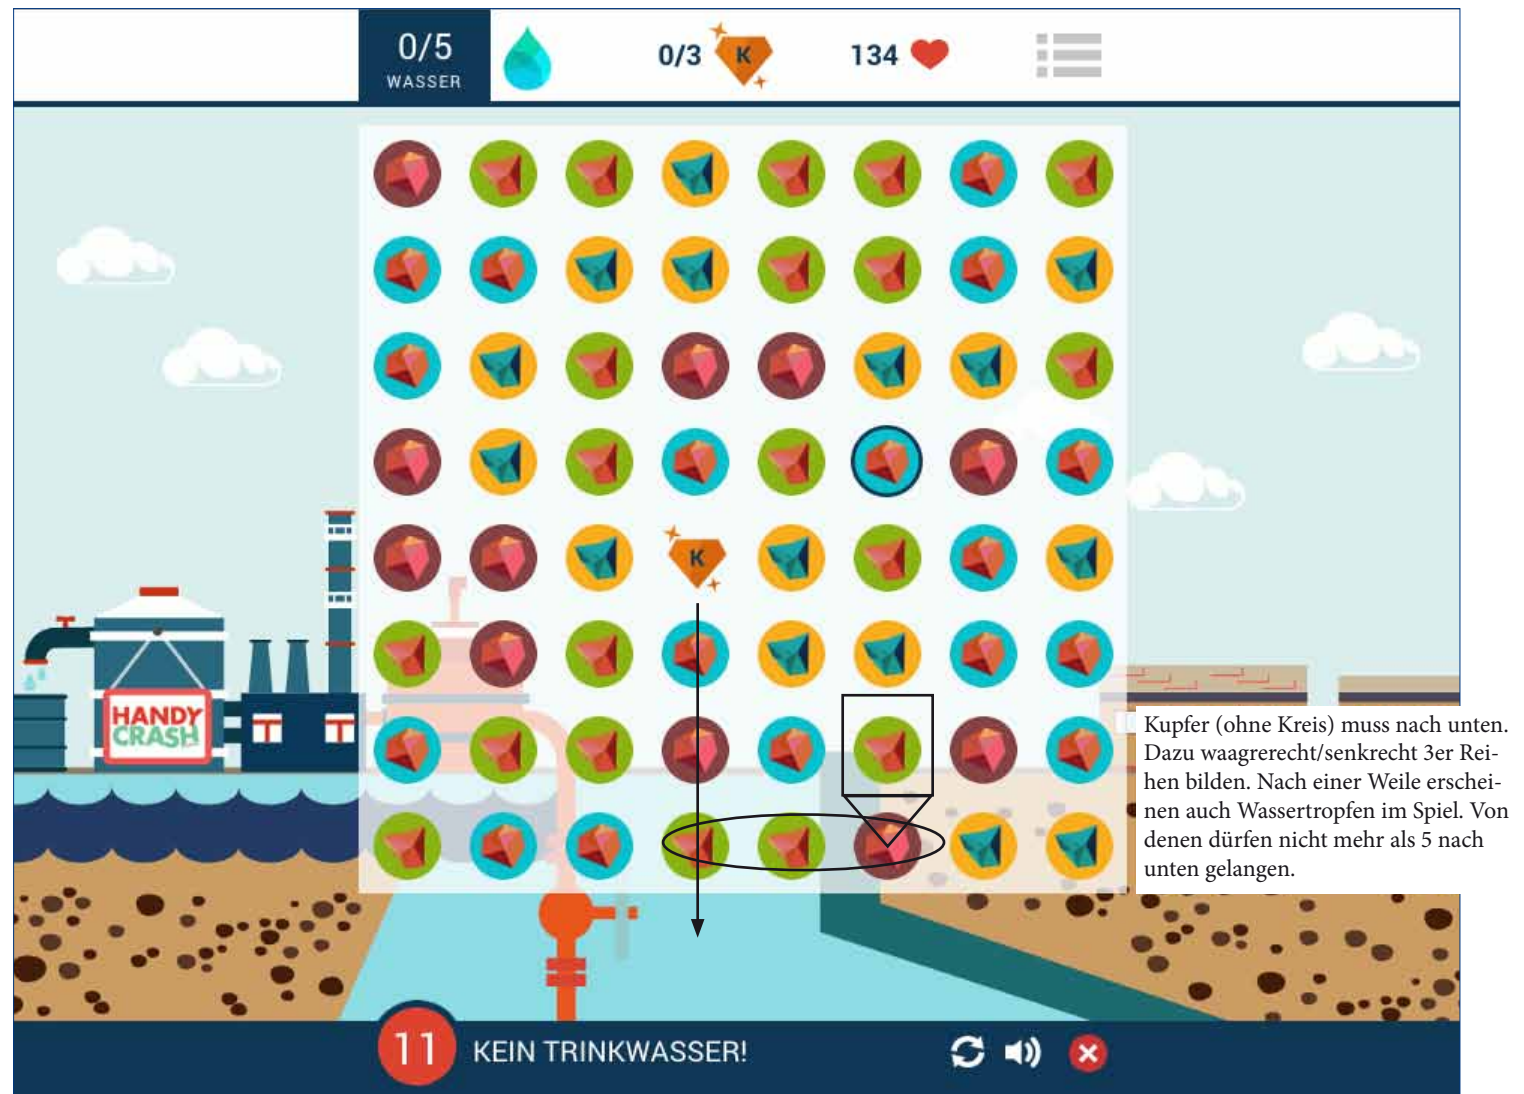 0/5
WASSER
0/3
K
134
K
HANDY
CRASH
T T
Kupfer (ohne Kreis) muss nach unten.
Dazu waagrerecht/senkrecht 3er Rei-
hen bilden. Nach einer Weile erschei-
nen auch Wassertropfen im Spiel. Von
denen dürfen nicht mehr als 5 nach
unten gelangen.
11
KEIN TRINKWASSER!